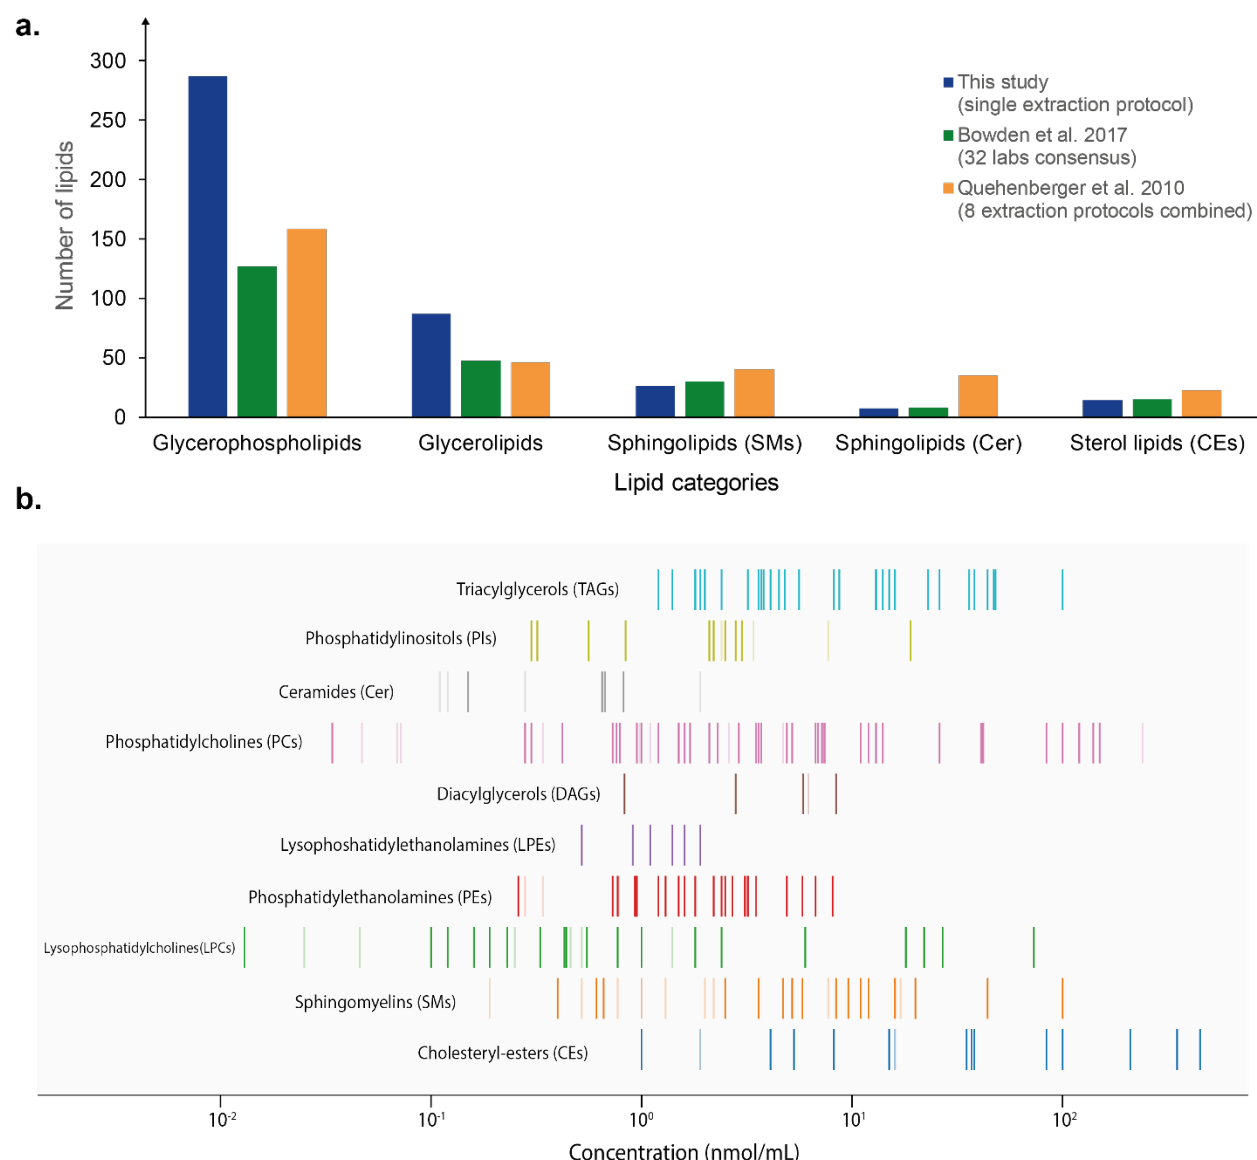 a.
300
250
200
150
100
50
0
Number of lipids
This study
(single extraction protocol)
Bowden et al. 2017
(32 labs consensus)
Quehenberger et al. 2010
(8 extraction protocols combined)
Glycerophospholipids
Glycerolipids
Sphingolipids (SMs)
Sphingolipids (Cer)
Sterol lipids (CEs)
Lipid categories
b.
Triacylglycerols (TAGs)
Phosphatidylinositols (PIs)
Ceramides (Cer)
Phosphatidylcholines (PCs)
Diacylglycerols (DAGs)
Lysophoshatidylethanolamines (LPEs)
Phosphatidylethanolamines (PEs)
Lysophosphatidylcholines(LPCs)
Sphingomyelins (SMs)
Cholesteryl-esters (CEs)
10⁻² 10⁻¹ 10⁰ 10¹ 10²
Concentration (nmol/mL)